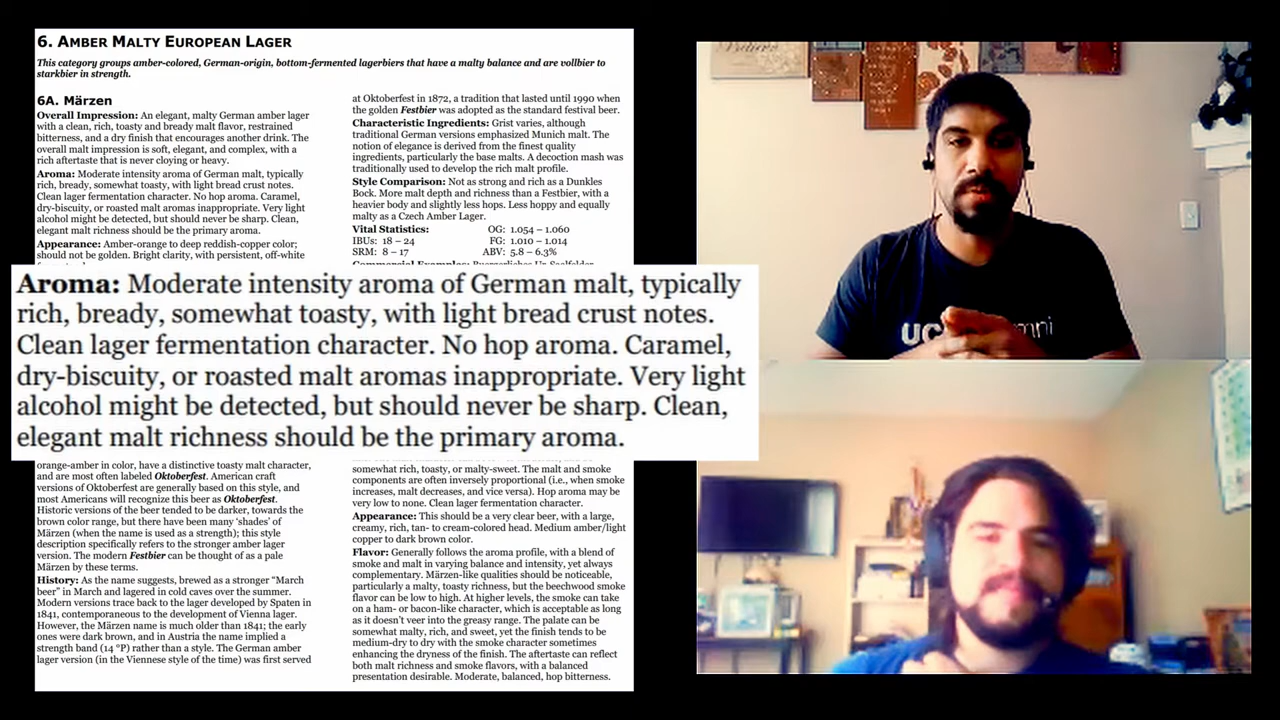 6. AMBER MALTY EUROPEAN LAGER
This category groups amber-colored, German-origin, bottom-fermented lagerbiers that have a malty balance and are vollbier to
starkbier in strength.
6A. Märzen
Overall Impression: An elegant, malty German amber lager
with a clean, rich, toasty and bready malt flavor, restrained
bitterness, and a dry finish that encourages another drink. The
overall malt impression is soft, elegant, and complex, with a
rich aftertaste that is never cloying or heavy.
Aroma: Moderate intensity aroma of German malt, typically
rich, bready, somewhat toasty, with light bread crust notes.
Clean lager fermentation character. No hop aroma. Caramel,
dry-biscuity, or roasted malt aromas inappropriate. Very light
alcohol might be detected, but should never be sharp. Clean,
elegant malt richness should be the primary aroma.
Appearance: Amber-orange to deep reddish-copper color;
should not be golden. Bright clarity, with persistent, off-white
Aroma: Moderate intensity aroma of German malt, typically
rich, bready, somewhat toasty, with light bread crust notes.
Clean lager fermentation character. No hop aroma. Caramel,
dry-biscuity, or roasted malt aromas inappropriate. Very light
alcohol might be detected, but should never be sharp. Clean,
elegant malt richness should be the primary aroma.
orange-amber in color, have a distinctive toasty malt character,
and are most often labeled Oktoberfest. American craft
versions of Oktoberfest are generally based on this style, and
most Americans will recognize this beer as Oktoberfest.
Historic versions of the beer tended to be darker, towards the
brown color range, but there have been many ‘shades’ of
Märzen (when the name is used as a strength); this style
description specifically refers to the stronger amber lager
version. The modern Festbier can be thought of as a pale
Märzen by these terms.
History: As the name suggests, brewed as a stronger “March
beer” in March and lagered in cold caves over the summer.
Modern versions trace back to the lager developed by Spaten in
1841, contemporaneous to the development of Vienna lager.
However, the Märzen name is much older than 1841; the early
ones were dark brown, and in Austria the name implied a
strength band (14 °P) rather than a style. The German amber
lager version (in the Viennese style of the time) was first served
at Oktoberfest in 1872, a tradition that lasted until 1990 when
the golden Festbier was adopted as the standard festival beer.
Characteristic Ingredients: Grist varies, although
traditional German versions emphasized Munich malt. The
notion of elegance is derived from the finest quality
ingredients, particularly the base malts. A decoction mash was
traditionally used to develop the rich malt profile.
Style Comparison: Not as strong and rich as a Dunkles
Bock. More malt depth and richness than a Festbier, with a
heavier body and slightly less hops. Less hoppy and equally
malty as a Czech Amber Lager.
Vital Statistics: OG: 1.054 – 1.060
IBUs: 18 – 24 FG: 1.010 – 1.014
SRM: 8 – 17 ABV: 5.8 – 6.3%
Commercial Examples: Buergerliches Ur-Saalfelder
somewhat rich, toasty, or malty-sweet. The malt and smoke
components are often inversely proportional (i.e., when smoke
increases, malt decreases, and vice versa). Hop aroma may be
very low to none. Clean lager fermentation character.
Appearance: This should be a very clear beer, with a large,
creamy, rich, tan- to cream-colored head. Medium amber/light
copper to dark brown color.
Flavor: Generally follows the aroma profile, with a blend of
smoke and malt in varying balance and intensity, yet always
complementary. Märzen-like qualities should be noticeable,
particularly a malty, toasty richness, but the beechwood smoke
flavor can be low to high. At higher levels, the smoke can take
on a ham- or bacon-like character, which is acceptable as long
as it doesn’t veer into the greasy range. The palate can be
somewhat malty, rich, and sweet, yet the finish tends to be
medium-dry to dry with the smoke character sometimes
enhancing the dryness of the finish. The aftertaste can reflect
both malt richness and smoke flavors, with a balanced
presentation desirable. Moderate, balanced, hop bitterness.